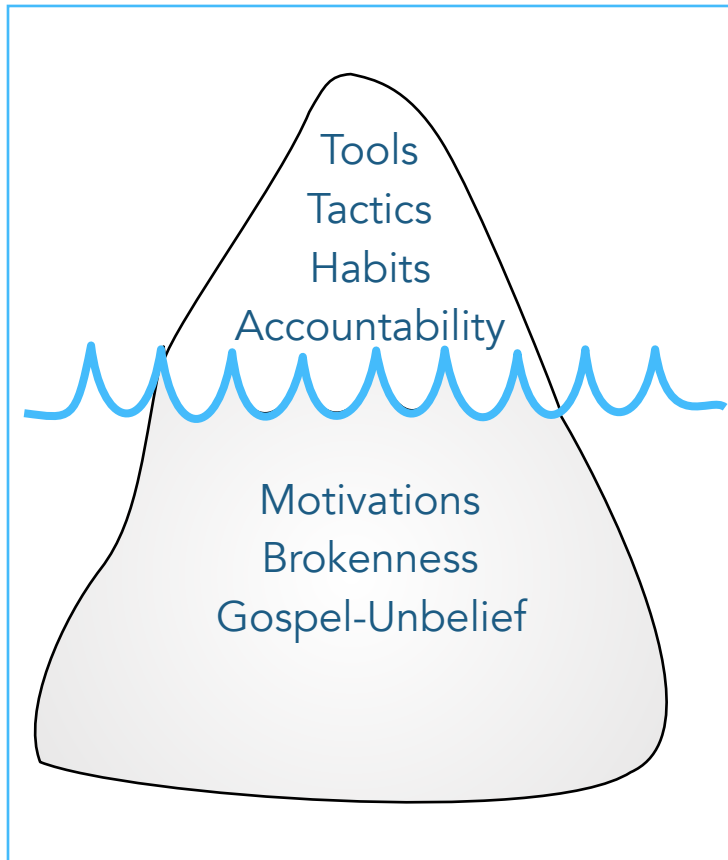 Tools
Tactics
Habits
Accountability
Motivations
Brokenness
Gospel-Unbelief